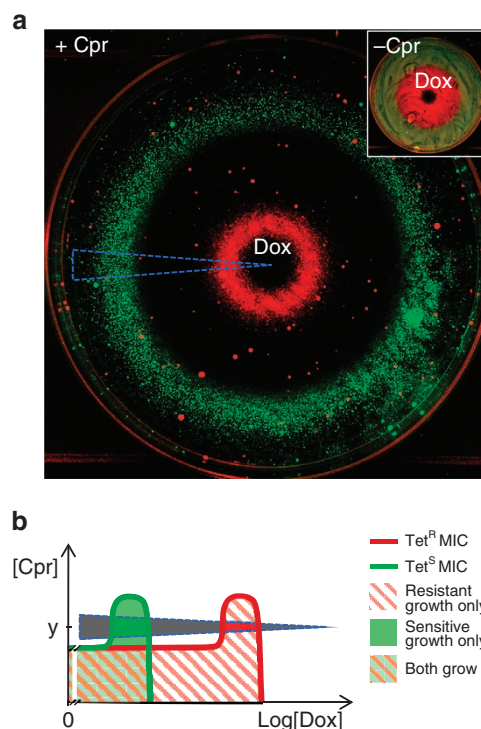 a
+ Cpr
–Cpr
Dox
Dox
b
[Cpr]
y
0
Log[Dox]
Tet^R MIC
Tet^S MIC
Resistant
growth only
Sensitive
growth only
Both grow